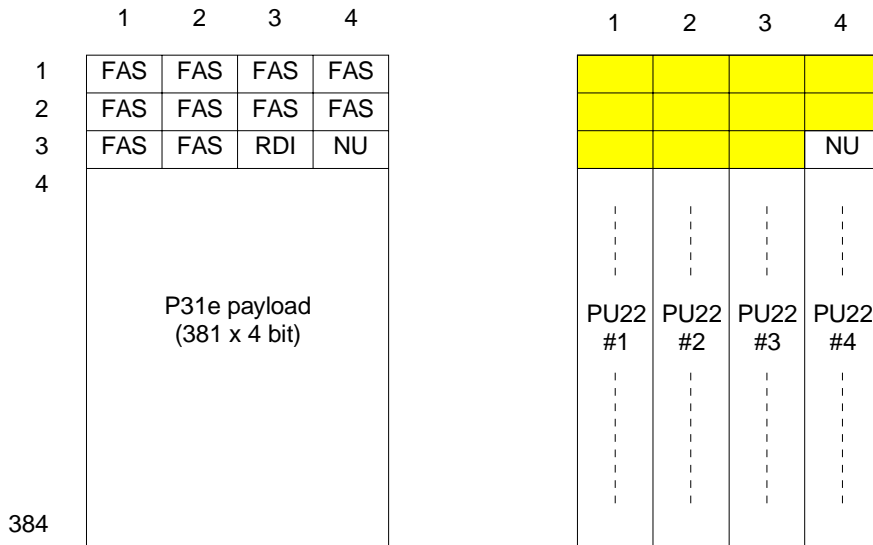 1 2 3 4
1 FAS FAS FAS FAS
2 FAS FAS FAS FAS
3 FAS FAS RDI NU
4
P31e payload
(381 x 4 bit)
384
1 2 3 4
NU
PU22 PU22 PU22 PU22
#1 #2 #3 #4